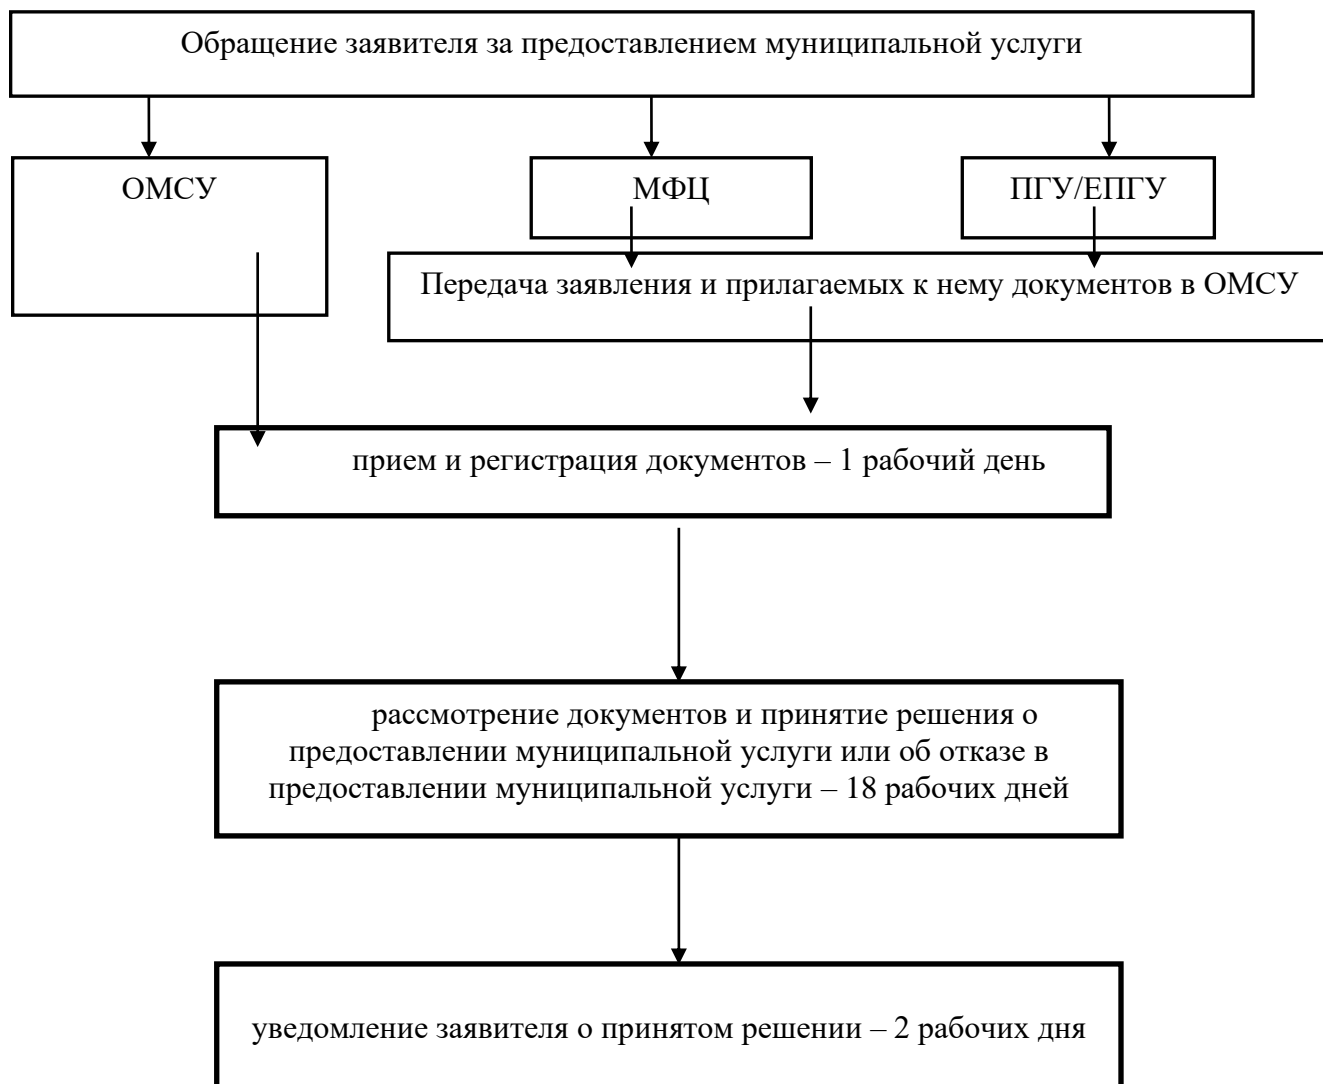 Обращение заявителя за предоставлением муниципальной услуги
ОМСУ
МФЦ
ПГУ/ЕПГУ
Передача заявления и прилагаемых к нему документов в ОМСУ
прием и регистрация документов – 1 рабочий день
рассмотрение документов и принятие решения о
предоставлении муниципальной услуги или об отказе в
предоставлении муниципальной услуги – 18 рабочих дней
уведомление заявителя о принятом решении – 2 рабочих дня